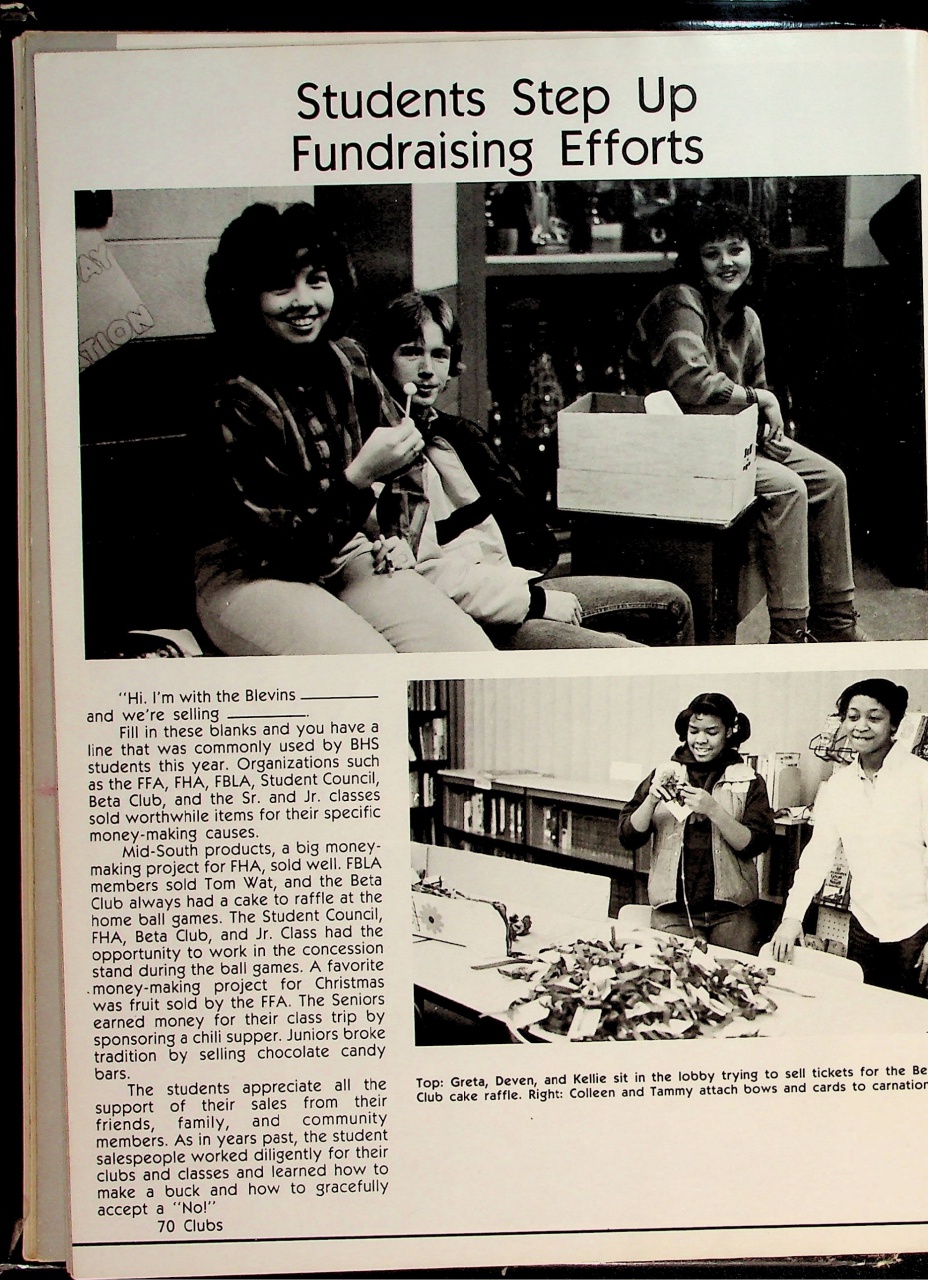 Students Step Up
Fundraising Efforts
AY
TION
"Hi. I'm with the Blevins ________
and we're selling ________.
Fill in these blanks and you have a
line that was commonly used by BHS
students this year. Organizations such
as the FFA, FHA, FBLA, Student Council,
Beta Club, and the Sr. and Jr. classes
sold worthwhile items for their specific
money-making causes.
Mid-South products, a big money-
making project for FHA, sold well. FBLA
members sold Tom Wat, and the Beta
Club always had a cake to raffle at the
home ball games. The Student Council,
FHA, Beta Club, and Jr. Class had the
opportunity to work in the concession
stand during the ball games. A favorite
money-making project for Christmas
was fruit sold by the FFA. The Seniors
earned money for their class trip by
sponsoring a chili supper. Juniors broke
tradition by selling chocolate candy
bars.
The students appreciate all the
support of their sales from their
friends, family, and community
members. As in years past, the student
salespeople worked diligently for their
clubs and classes and learned how to
make a buck and how to gracefully
accept a "No!"
70 Clubs
Top: Greta, Deven, and Kellie sit in the lobby trying to sell tickets for the Be
Club cake raffle. Right: Colleen and Tammy attach bows and cards to carnation